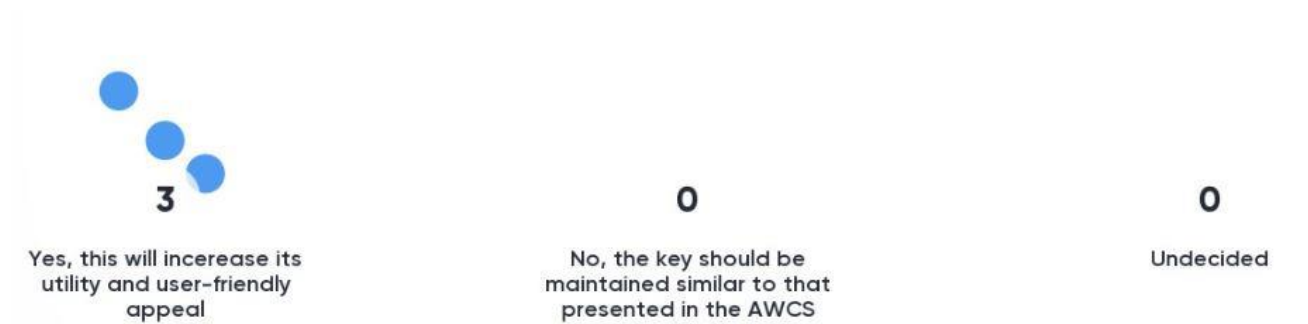 3
Yes, this will incerease its
utility and user-friendly
appeal
0
No, the key should be
maintained similar to that
presented in the AWCS
0
Undecided